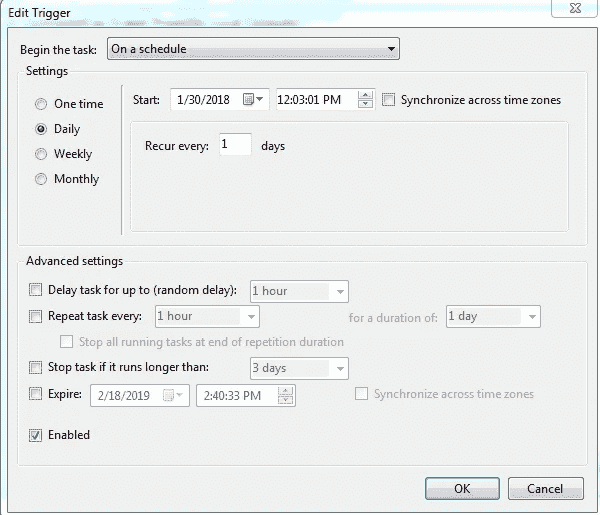 Edit Trigger
Begin the task: On a schedule
Settings
One time
Daily
Weekly
Monthly
Start: 1/30/2018 12:03:01 PM Synchronize across time zones
Recur every: 1 days
Advanced settings
Delay task for up to (random delay): 1 hour
Repeat task every: 1 hour for a duration of: 1 day
Stop all running tasks at end of repetition duration
Stop task if it runs longer than: 3 days
Expire: 2/18/2019 2:40:33 PM Synchronize across time zones
Enabled
OK Cancel